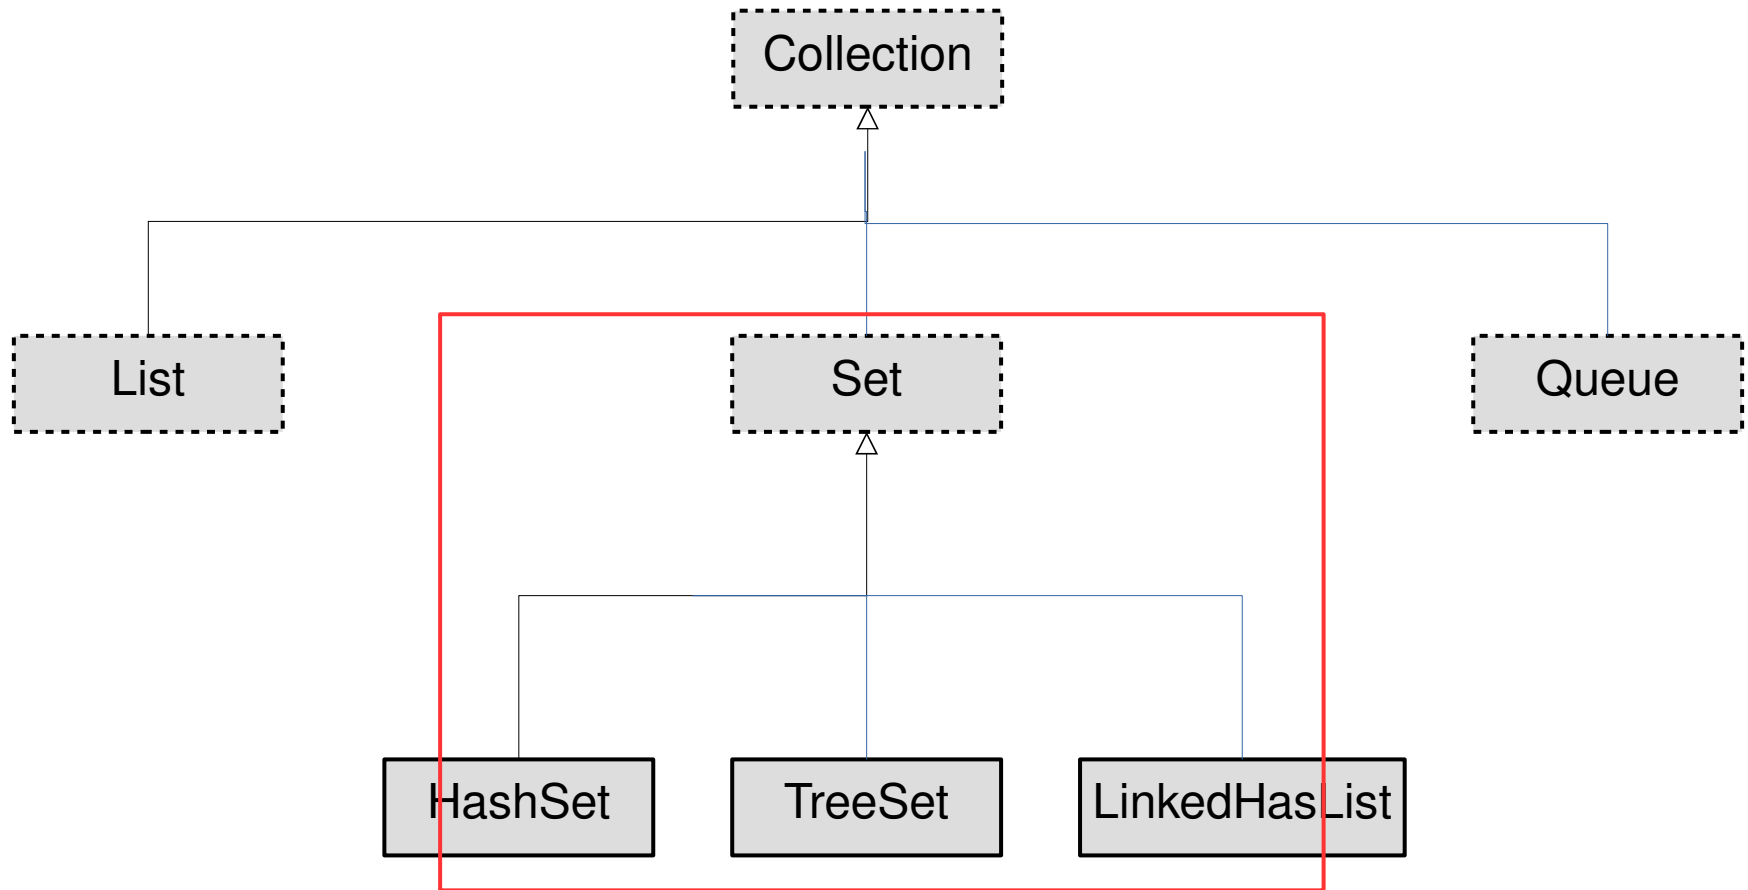 Collection
List
Set
Queue
HashSet
TreeSet
LinkedHasList